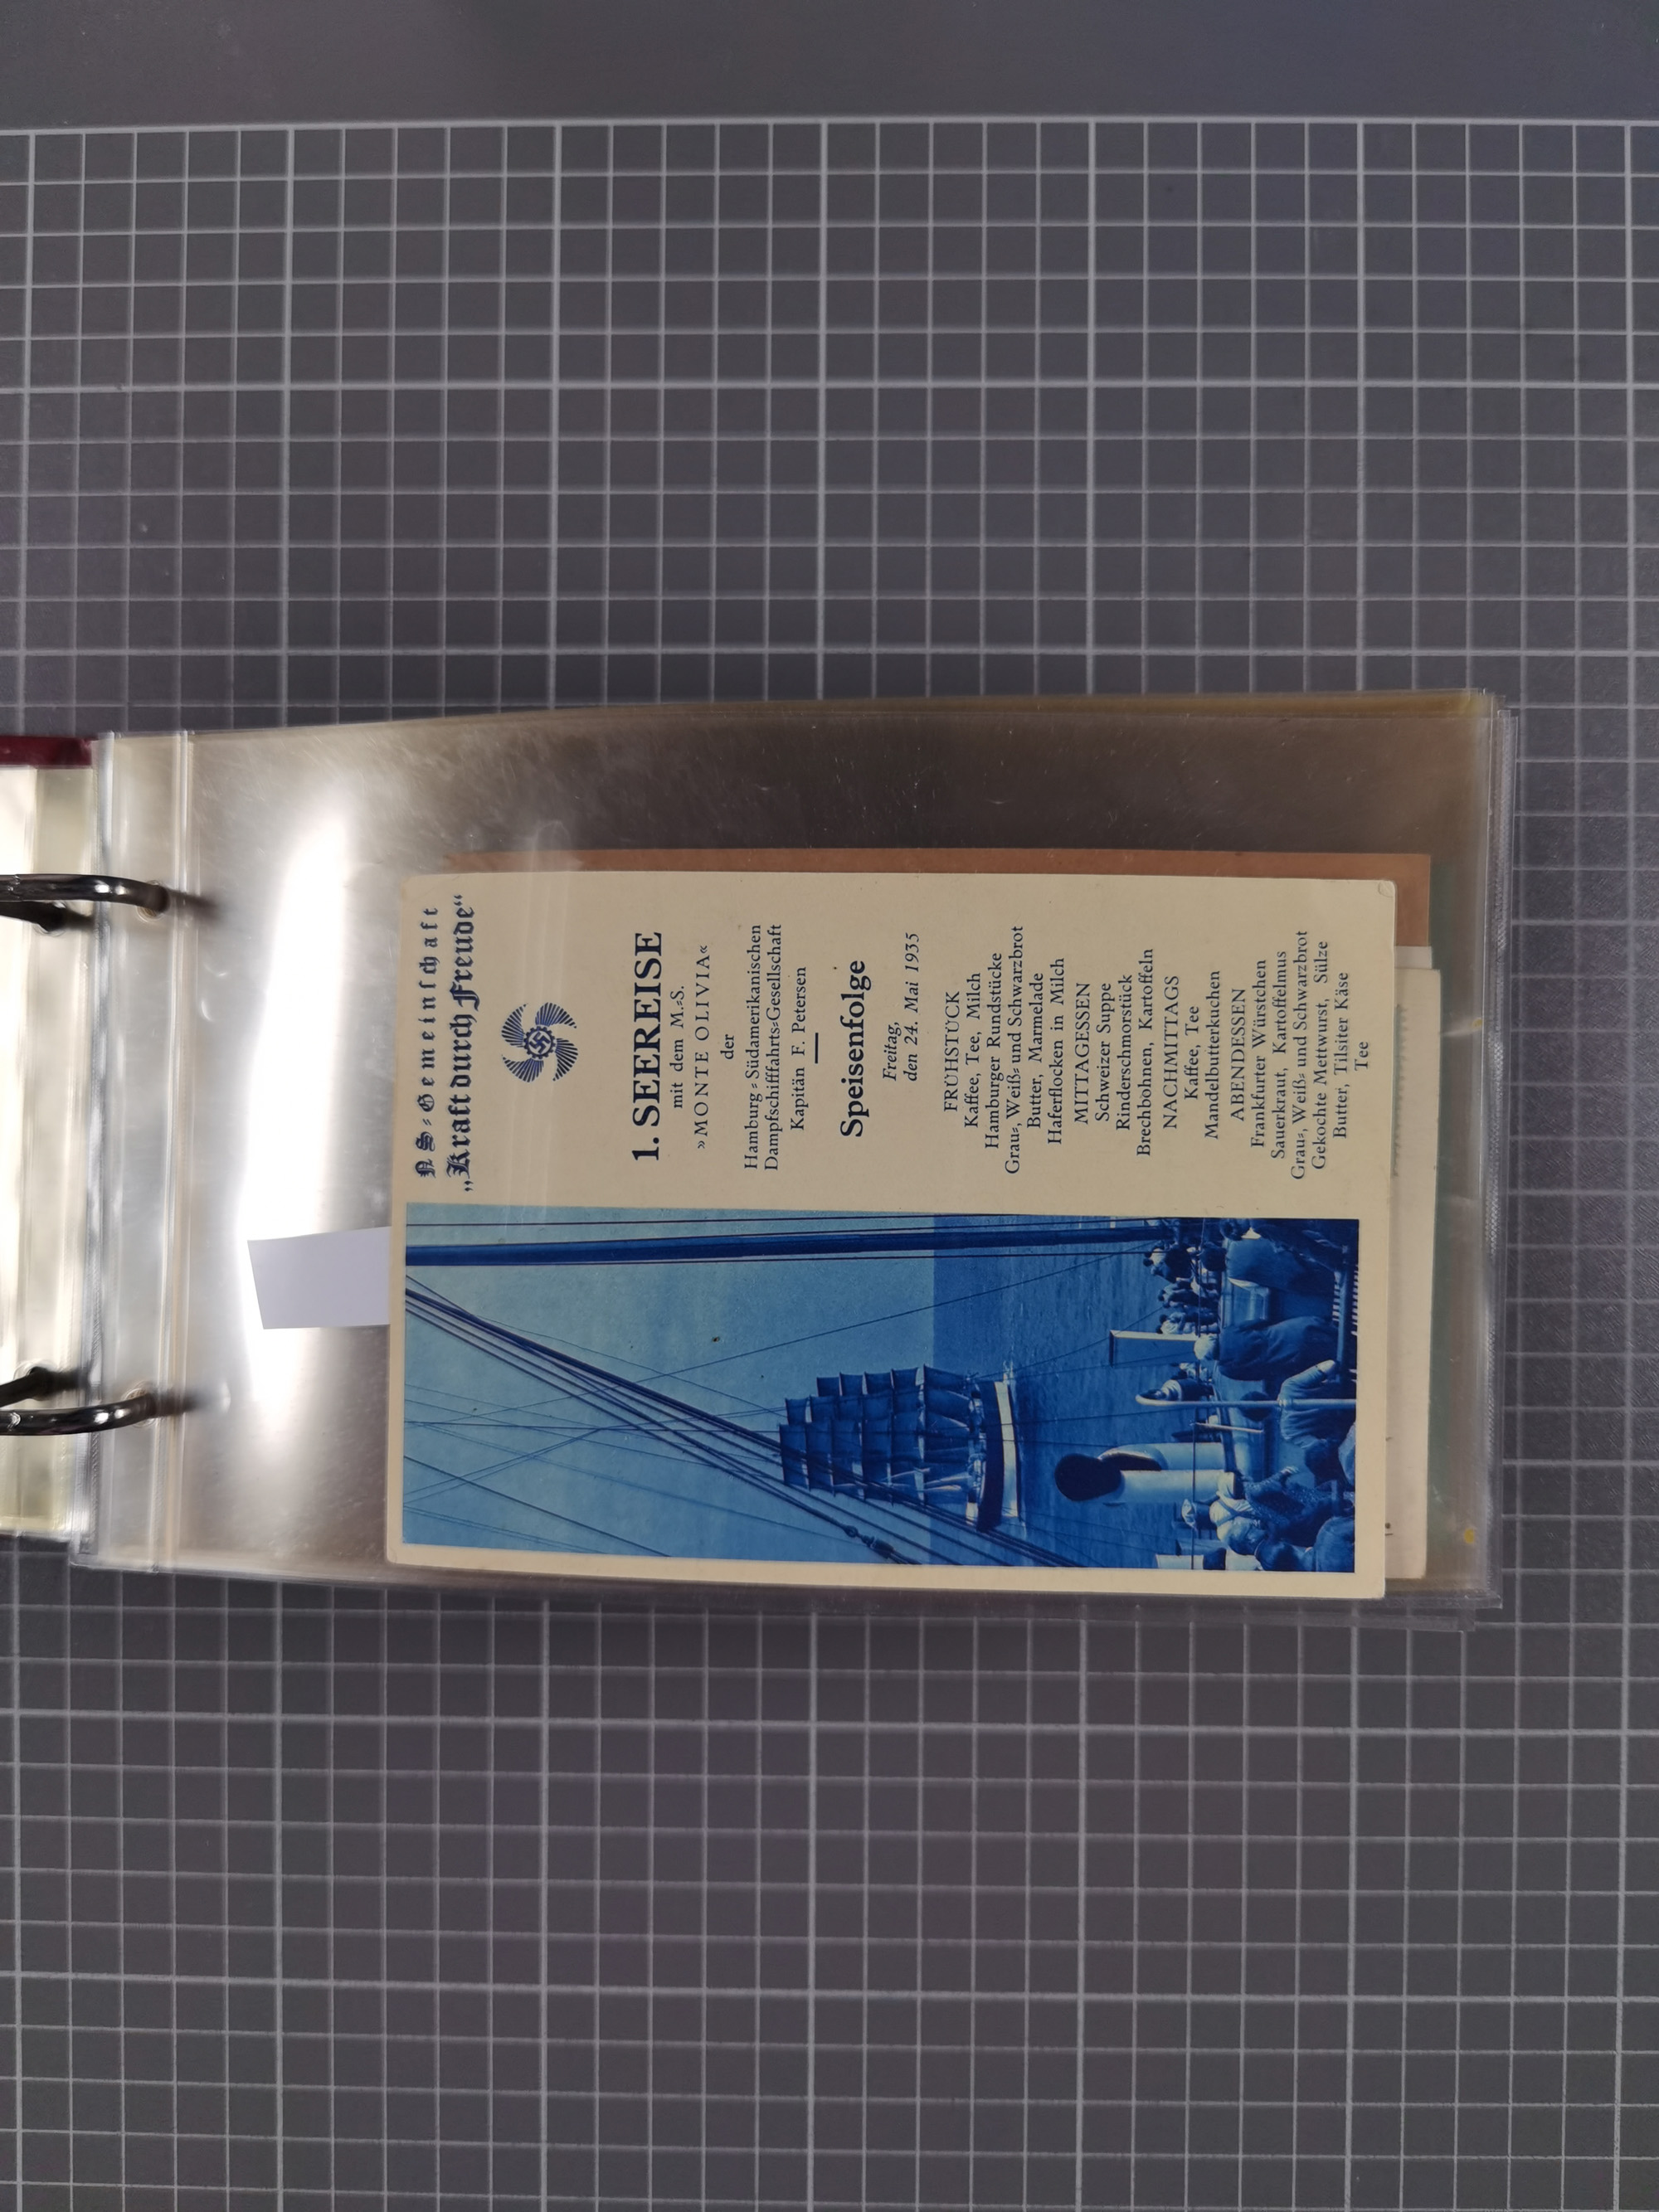 NS⸗Gemeinschaft
„Kraft durch Freude“
1. SEEREISE
mit dem M.⸗S.
»MONTE OLIVIA«
der
Hamburg ⸗ Südamerikanischen
Dampfschifffahrts⸗Gesellschaft
Kapitän F. Petersen
Speisenfolge
Freitag,
den 24. Mai 1935
FRÜHSTÜCK
Kaffee, Tee, Milch
Hamburger Rundstücke
Grau⸗, Weiß⸗ und Schwarzbrot
Butter, Marmelade
Haferflocken in Milch
MITTAGESSEN
Schweizer Suppe
Rinderschmorstück
Brechbohnen, Kartoffeln
NACHMITTAGS
Kaffee, Tee
Mandelbutterkuchen
ABENDESSEN
Frankfurter Würstchen
Sauerkraut, Kartoffelmus
Grau⸗, Weiß⸗ und Schwarzbrot
Gekochte Mettwurst, Sülze
Butter, Tilsiter Käse
Tee